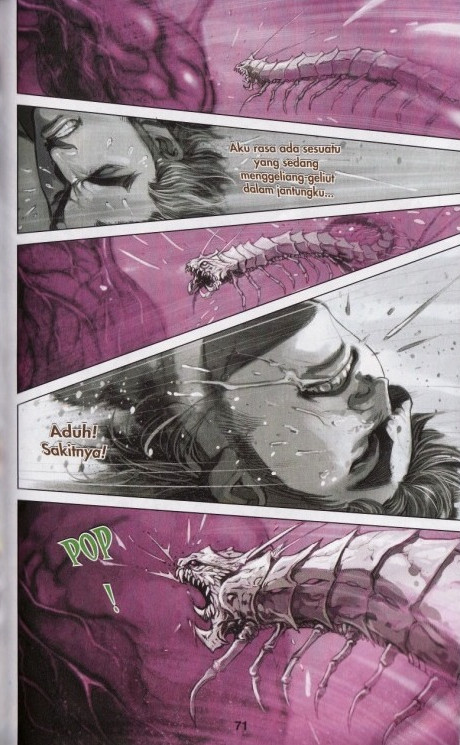 Aku rasa ada sesuatu
yang sedang
menggeliang-geliut
dalam jantungku...
Aduh!
Sakitnya!
POP
!
71